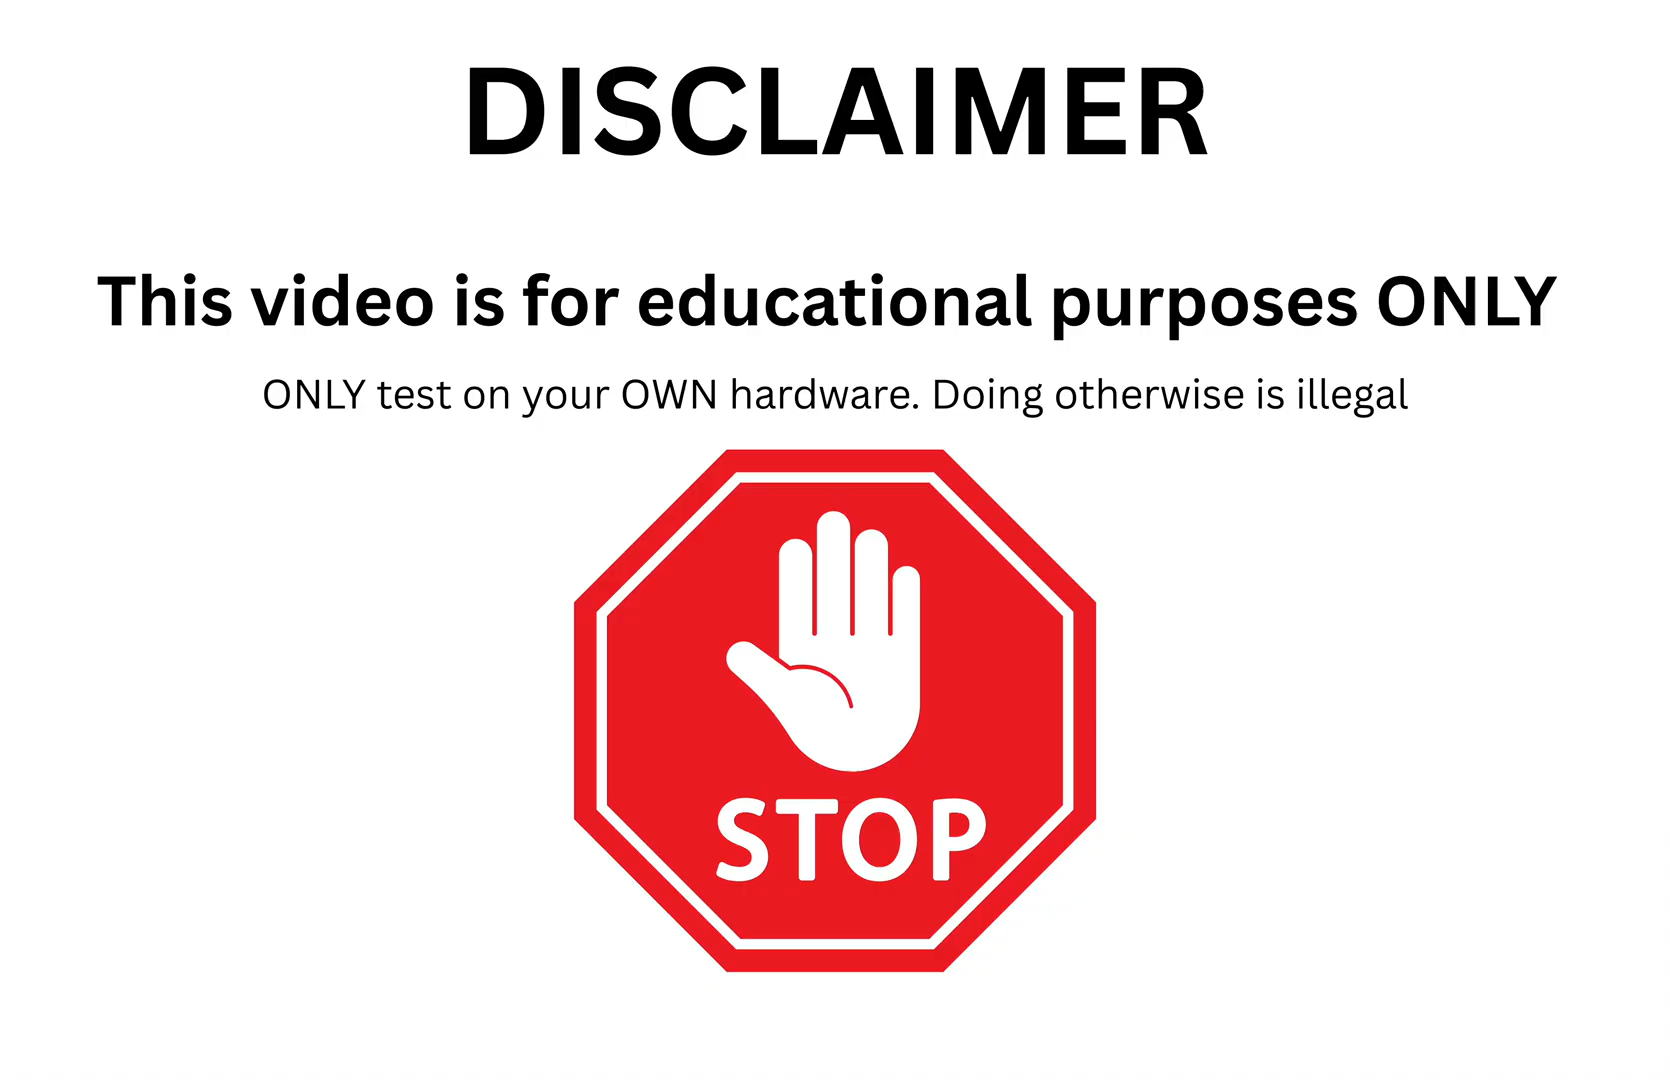 DISCLAIMER
This video is for educational purposes ONLY
ONLY test on your OWN hardware. Doing otherwise is illegal
STOP